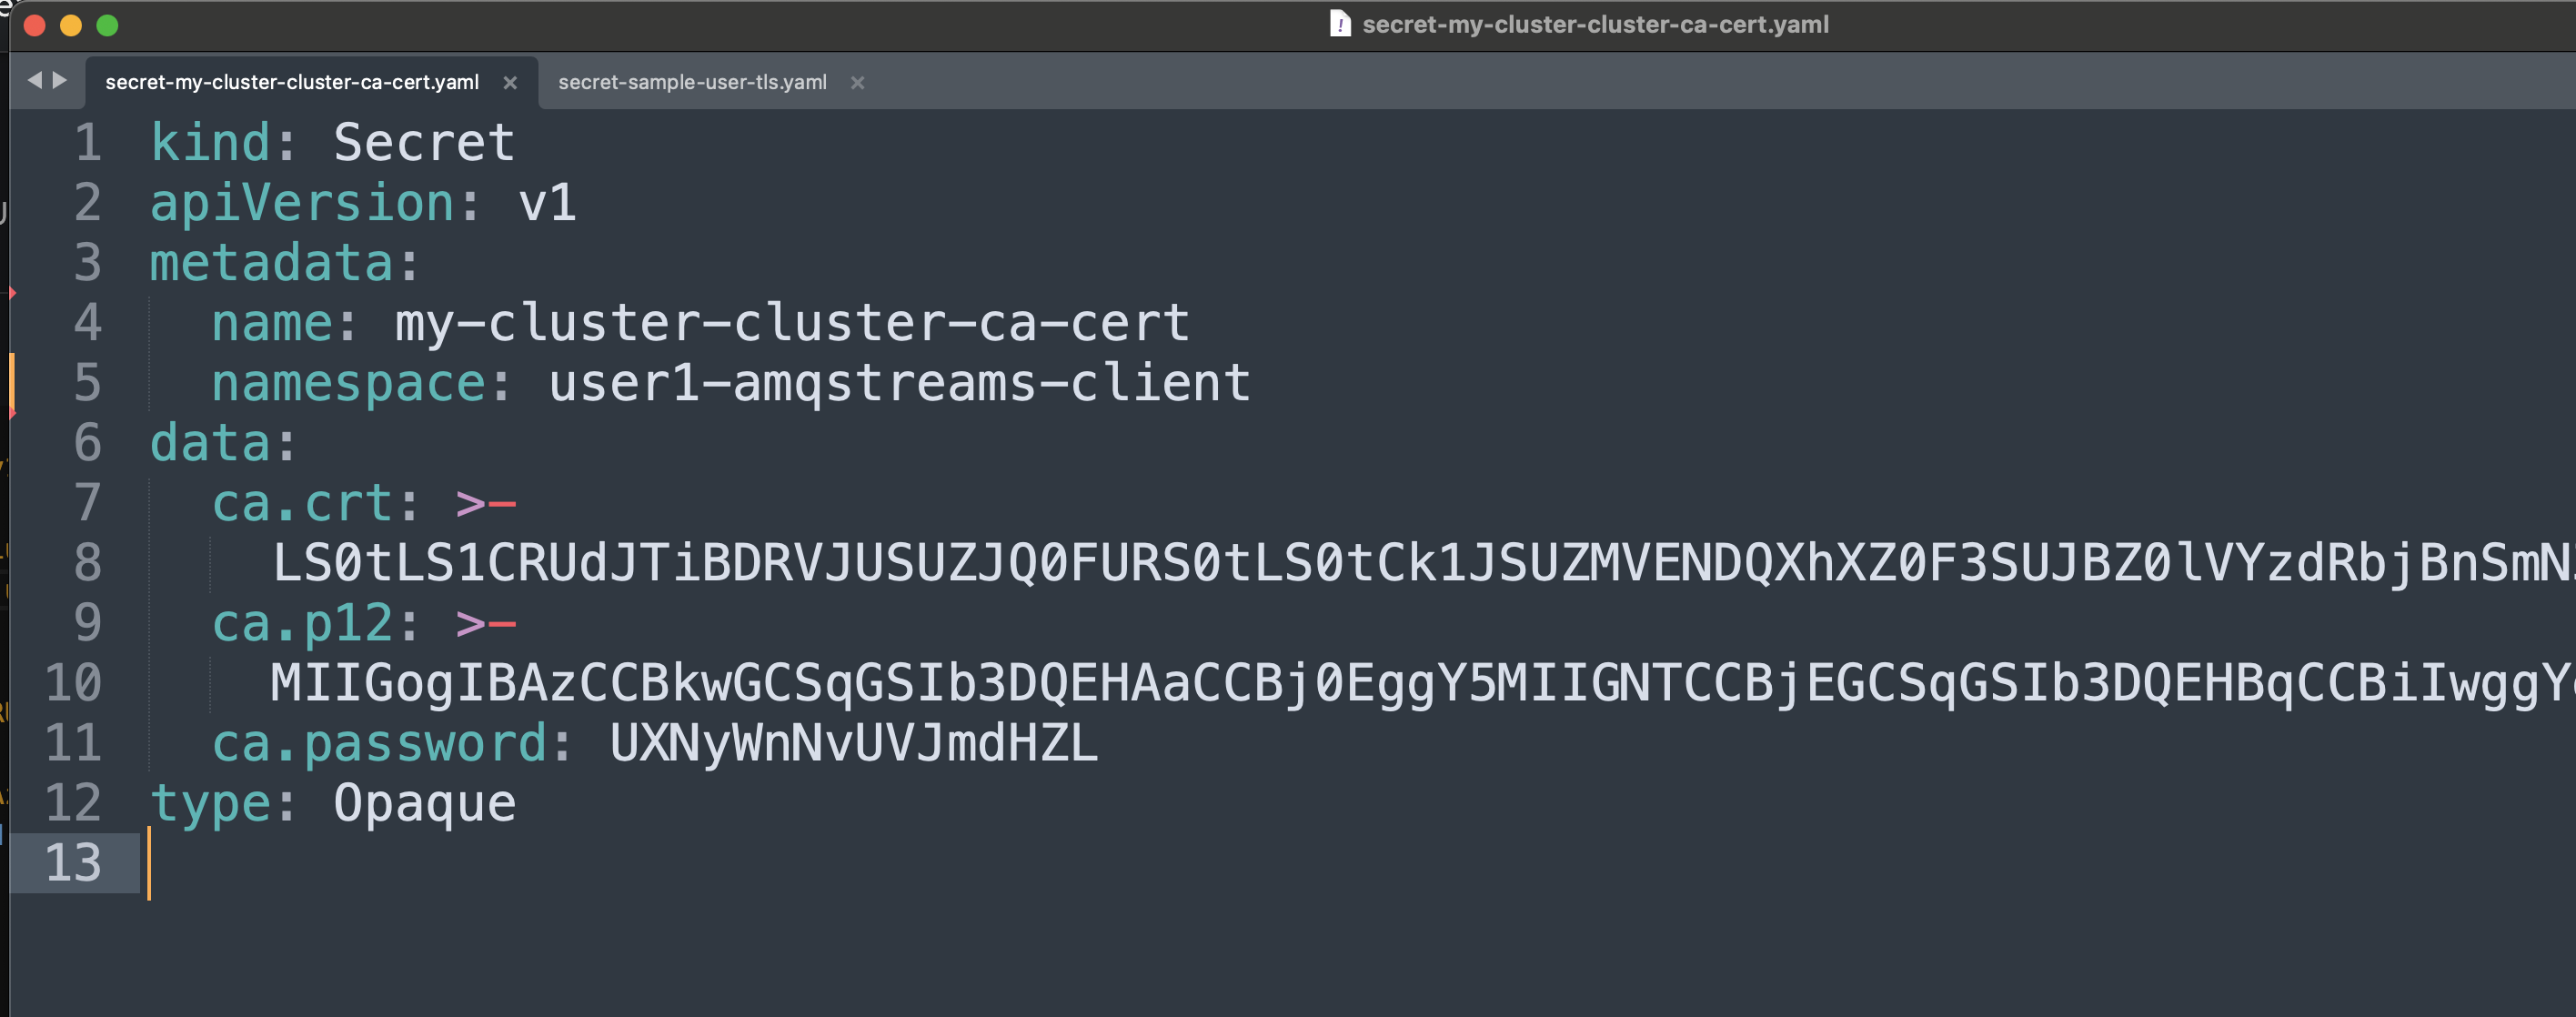 secret-my-cluster-cluster-ca-cert.yaml
secret-my-cluster-cluster-ca-cert.yaml × secret-sample-user-tls.yaml ×
1 kind: Secret
2 apiVersion: v1
3 metadata:
4 name: my-cluster-cluster-ca-cert
5 namespace: user1-amqstreams-client
6 data:
7 ca.crt: >-
8 LS0tLS1CRUdJTiBDRVJUSUZJQ0FURS0tLS0tCk1JSUZMVENDQXhXZ0F3SUJBZ0lVYzdRbjBnSmN
9 ca.p12: >-
10 MIIGogIBAzCCBkwGCSqGSIb3DQEHAaCCBj0EggY5MIIGNTCCBjEGCSqGSIb3DQEHBqCCBiIwggY
11 ca.password: UXNyWnNvUVJmdHZL
12 type: Opaque
13